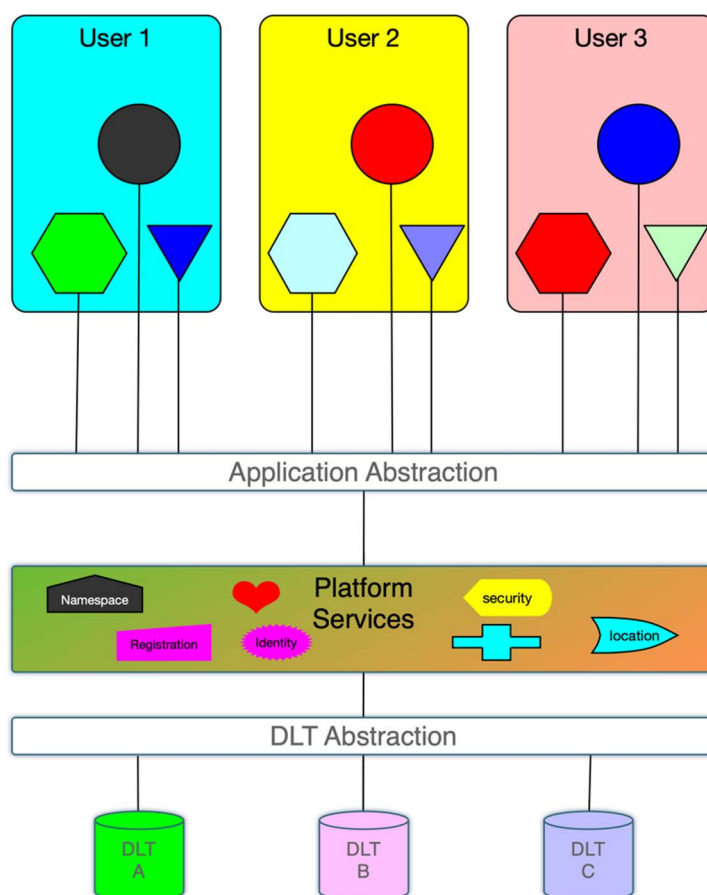 User 1
User 2
User 3
Application Abstraction
Platform
Services
Namespace
security
Registration
Identity
location
DLT Abstraction
DLT
A
DLT
B
DLT
C